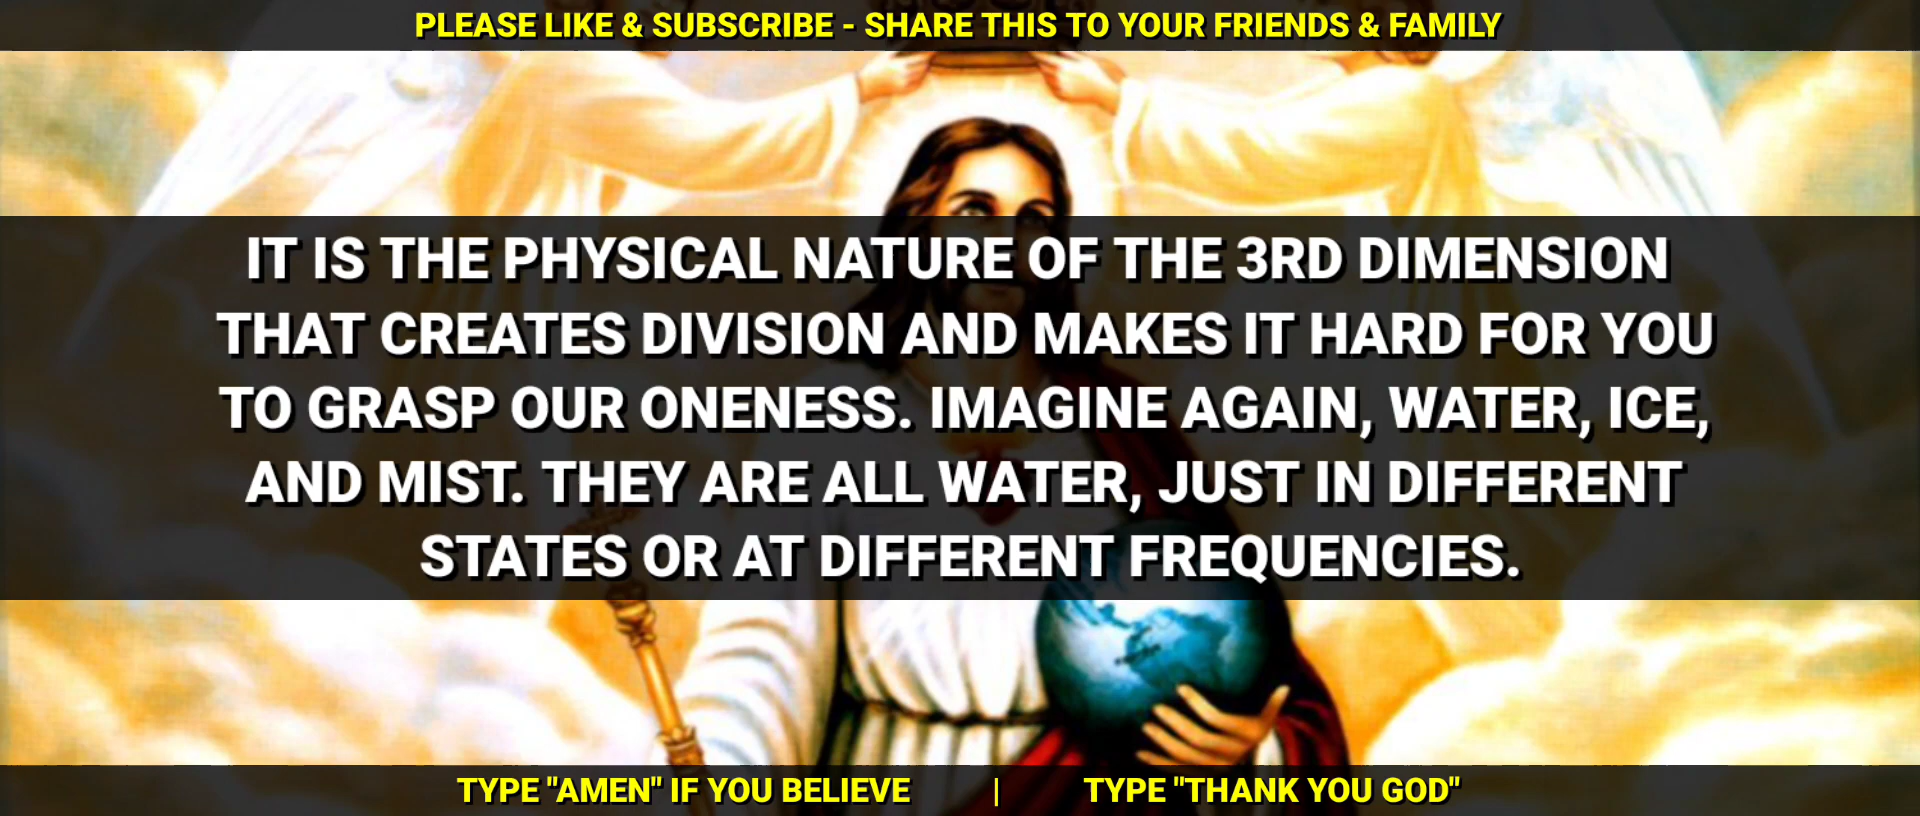 PLEASE LIKE & SUBSCRIBE - SHARE THIS TO YOUR FRIENDS & FAMILY
IT IS THE PHYSICAL NATURE OF THE 3RD DIMENSION
THAT CREATES DIVISION AND MAKES IT HARD FOR YOU
TO GRASP OUR ONENESS. IMAGINE AGAIN, WATER, ICE,
AND MIST. THEY ARE ALL WATER, JUST IN DIFFERENT
STATES OR AT DIFFERENT FREQUENCIES.
TYPE "AMEN" IF YOU BELIEVE | TYPE "THANK YOU GOD"